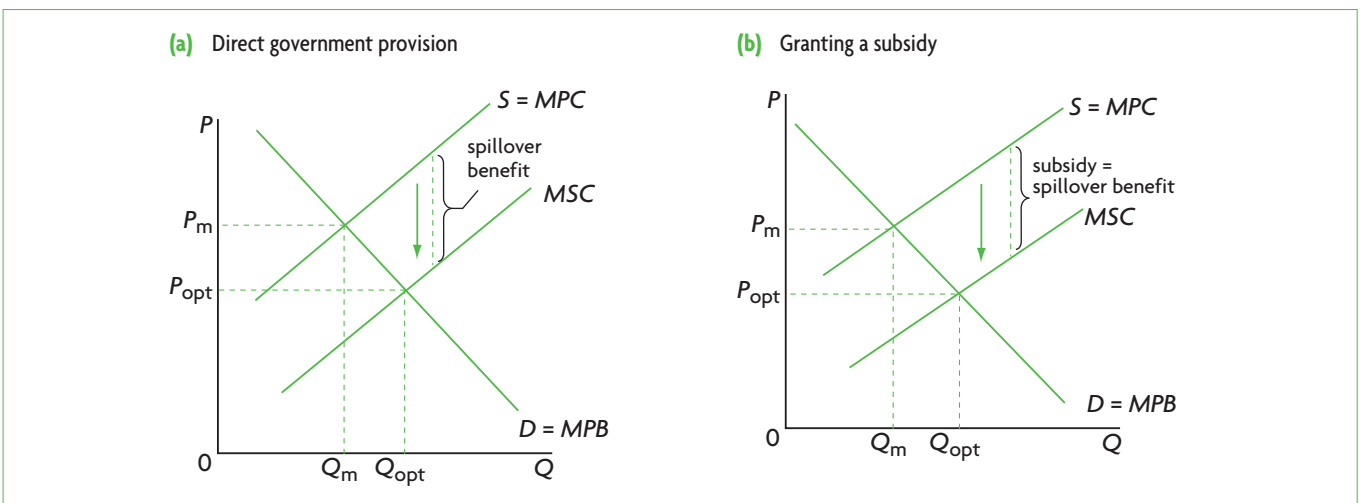 (a) Direct government provision
P
S = MPC
spillover
benefit
MSC
Pm
Popt
D = MPB
0
Qm
Qopt
Q
(b) Granting a subsidy
P
S = MPC
subsidy =
spillover benefit
MSC
Pm
Popt
D = MPB
0
Qm
Qopt
Q